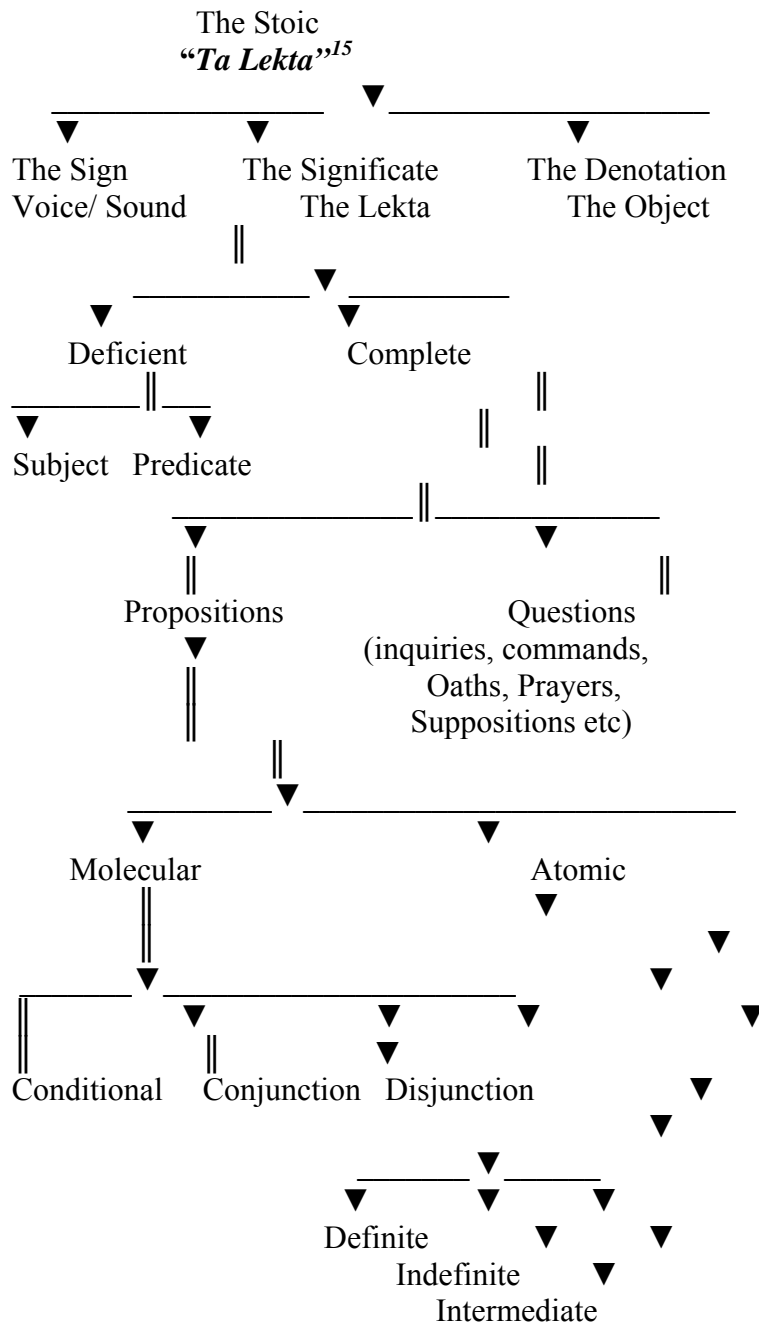 The Stoic
“Ta Lekta”15
The Sign The Significate The Denotation
Voice/ Sound The Lekta The Object
Deficient Complete
Subject Predicate
Propositions Questions
(inquiries, commands,
Oaths, Prayers,
Suppositions etc)
Molecular Atomic
Conditional Conjunction Disjunction
Definite
Indefinite
Intermediate